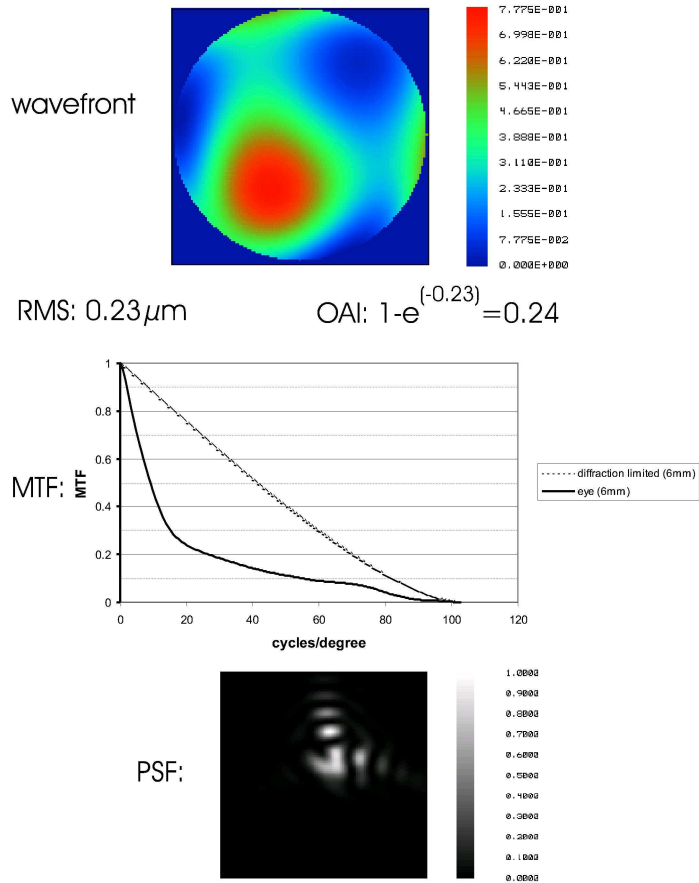 7.775E-001
6.998E-001
6.220E-001
5.443E-001
4.665E-001
3.888E-001
3.110E-001
2.333E-001
1.555E-001
7.775E-002
0.000E+000
wavefront
RMS: 0.23µm
OAI: 1-e(-0.23)=0.24
MTF:
MTF
1
0.8
0.6
0.4
0.2
0
0 20 40 60 80 100 120
cycles/degree
diffraction limited (6mm)
eye (6mm)
PSF:
1.0000
0.9000
0.8000
0.7000
0.6000
0.5000
0.4000
0.3000
0.2000
0.1000
0.0000